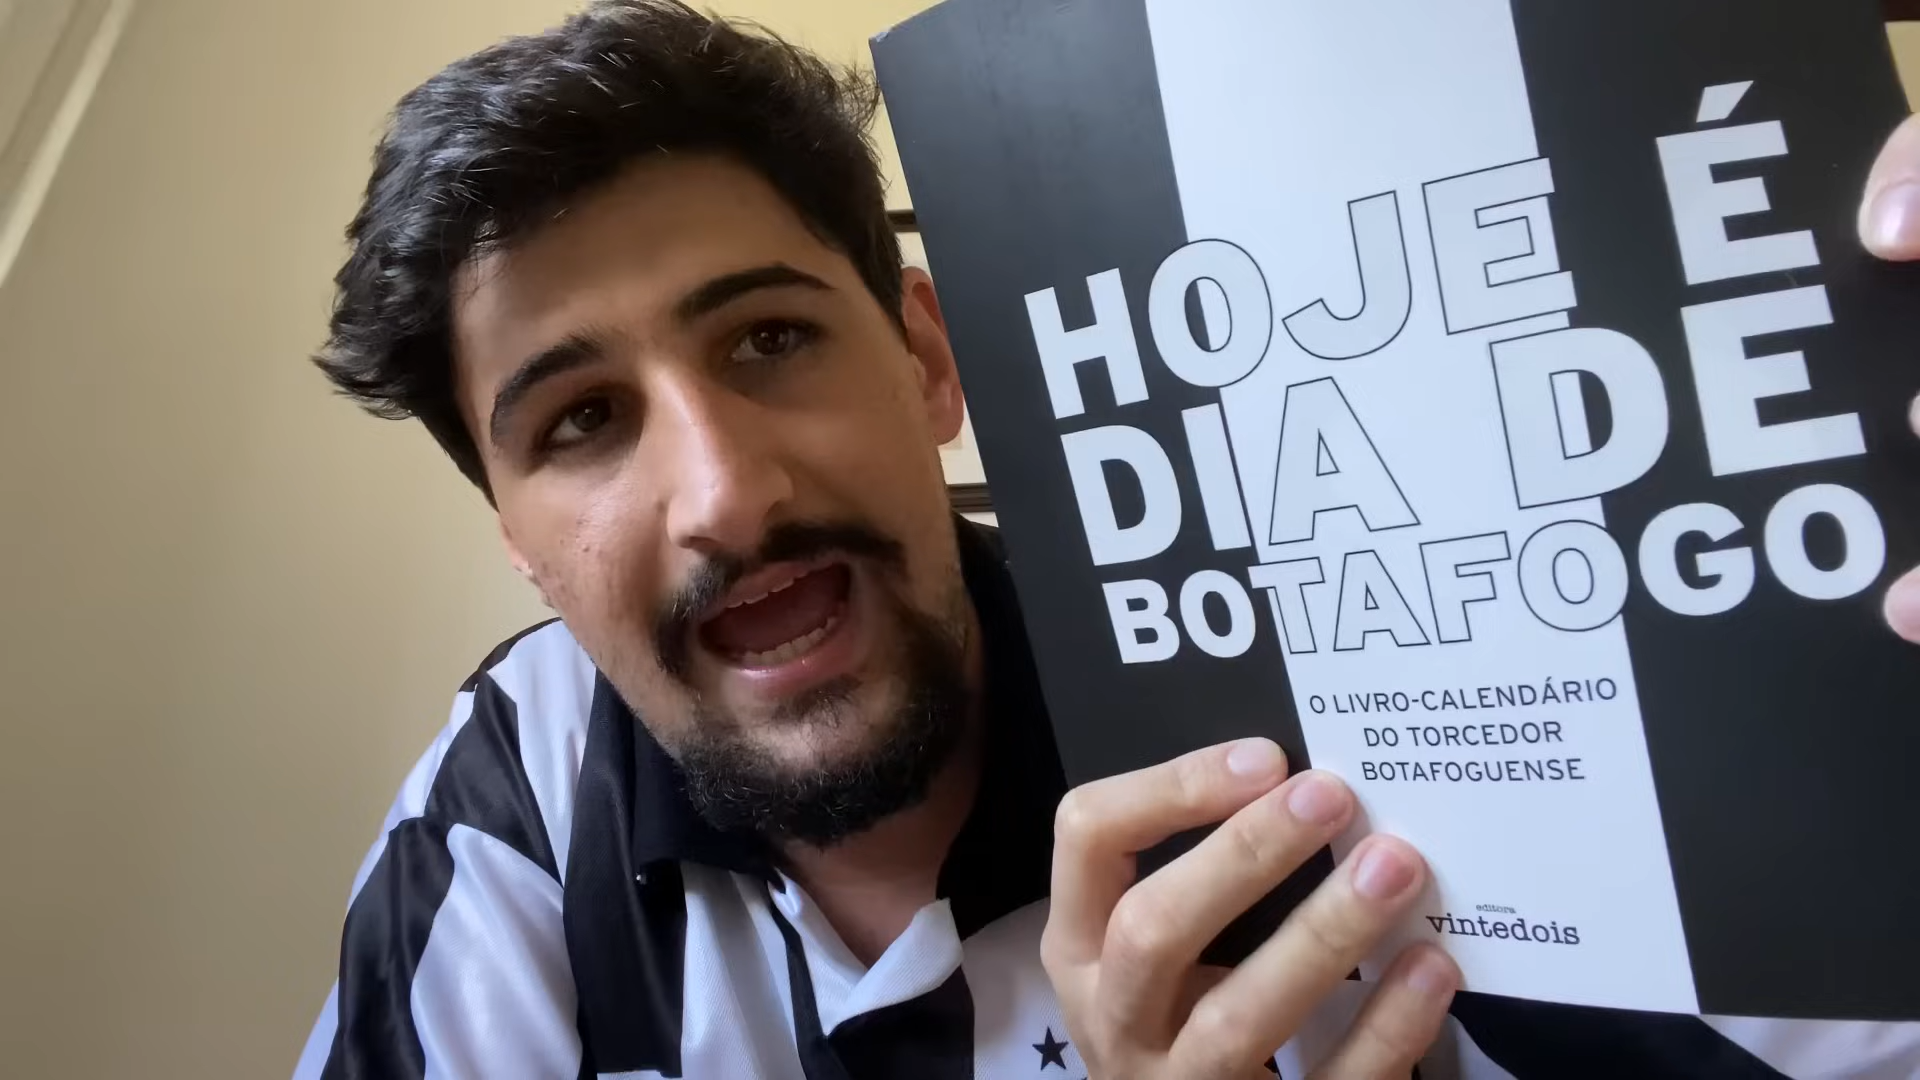 HOJE É
DIA DE
BOTAFOGO
O LIVRO-CALENDÁRIO
DO TORCEDOR
BOTAFOGUENSE
editora
vintedois